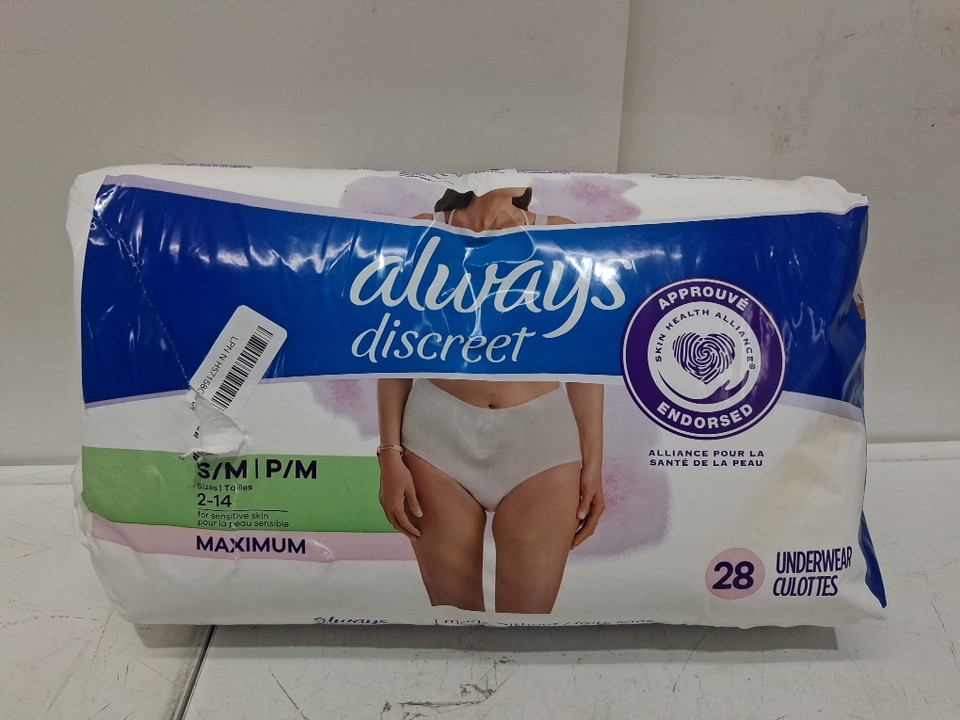 always
discreet
APPROUVÉ
SKIN HEALTH ALLIANCE®
ENDORSED
ALLIANCE POUR LA
SANTÉ DE LA PEAU
S/M | P/M
Sizes | Tailles
2-14
for sensitive skin
pour la peau sensible
MAXIMUM
28 UNDERWEAR
CULOTTES
always